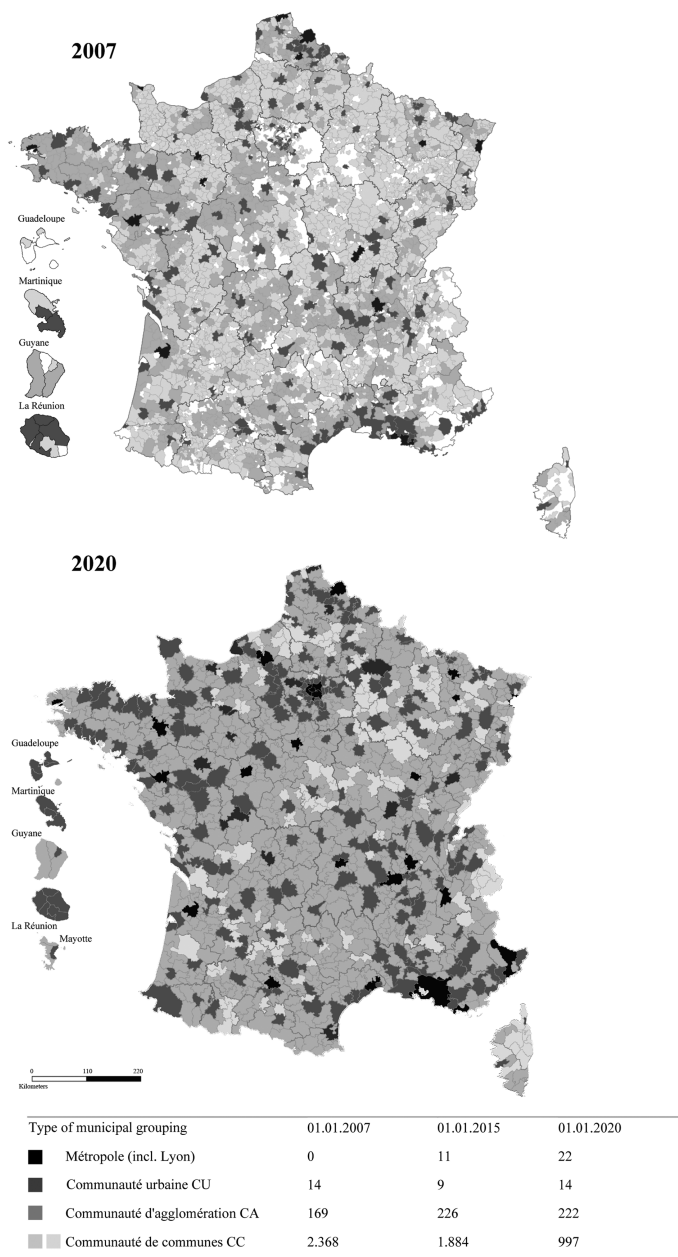 2007
Guadeloupe
Martinique
Guyane
La Réunion
2020
Guadeloupe
Martinique
Guyane
La Réunion
Mayotte
0 110 220
Kilometers
Type of municipal grouping 01.01.2007 01.01.2015 01.01.2020
Métropole (incl. Lyon) 0 11 22
Communauté urbaine CU 14 9 14
Communauté d'agglomération CA 169 226 222
Communauté de communes CC 2.368 1.884 997